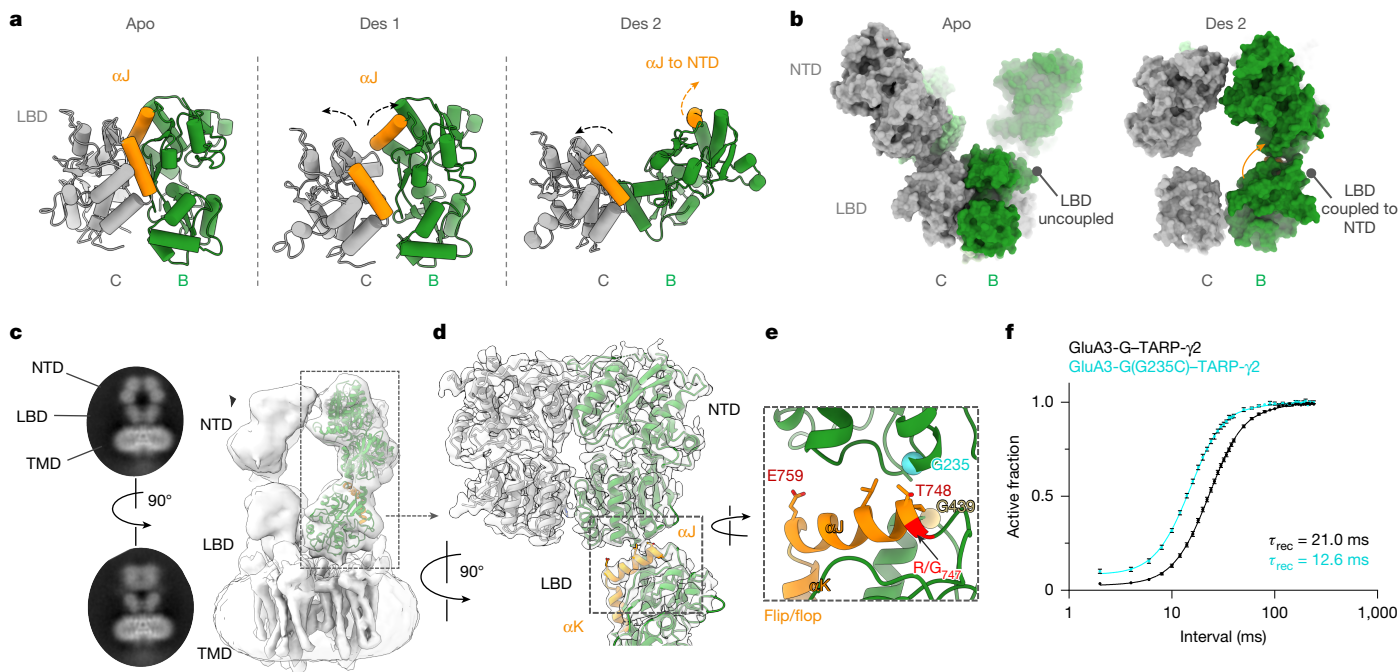 a
Apo
Des 1
Des 2
αJ
αJ
αJ to NTD
LBD
C
B
C
B
C
B
b
Apo
Des 2
NTD
LBD
LBD
uncoupled
LBD
coupled to
NTD
C
B
C
B
c
NTD
LBD
TMD
90°
NTD
LBD
TMD
d
NTD
αJ
LBD
αK
90°
e
G235
E759
T748
G439
αJ
R/G747
αK
Flip/flop
f
GluA3-G–TARP-γ2
GluA3-G(G235C)–TARP-γ2
Active fraction
1.0
0.5
0
τrec = 21.0 ms
τrec = 12.6 ms
1
10
100
1,000
Interval (ms)